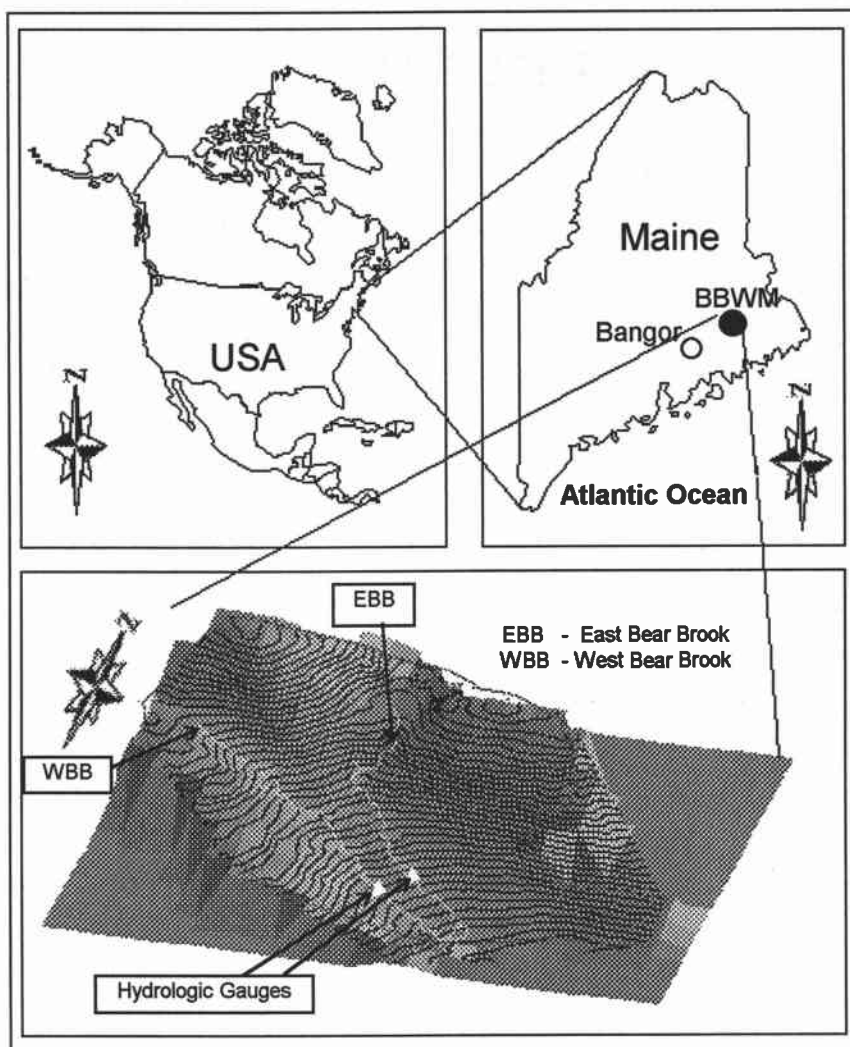 USA
N
Maine
BBWM
Bangor
N
Atlantic Ocean
EBB
EBB - East Bear Brook
WBB - West Bear Brook
N
WBB
Hydrologic Gauges